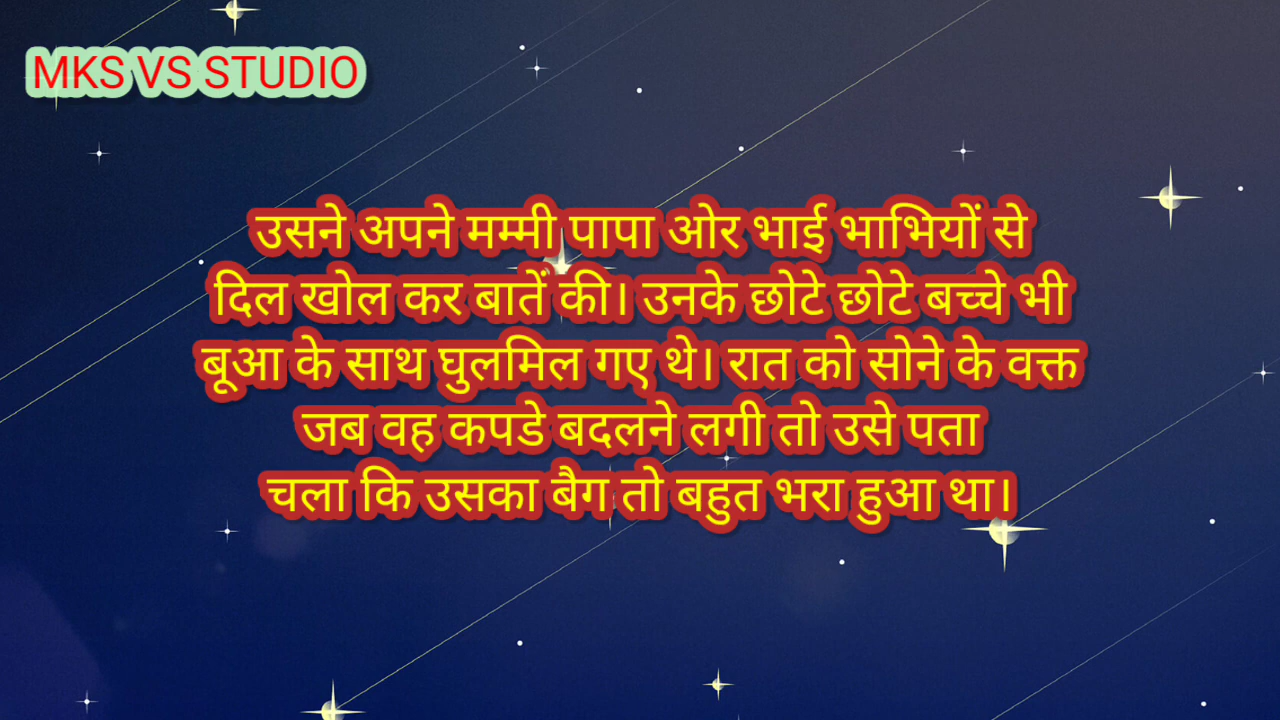 MKS VS STUDIO
उसने अपने मम्मी पापा ओर भाई भाभियों से
दिल खोल कर बातें की। उनके छोटे छोटे बच्चे भी
बूआ के साथ घुलमिल गए थे। रात को सोने के वक्त
जब वह कपडे बदलने लगी तो उसे पता
चला कि उसका बैग तो बहुत भरा हुआ था।